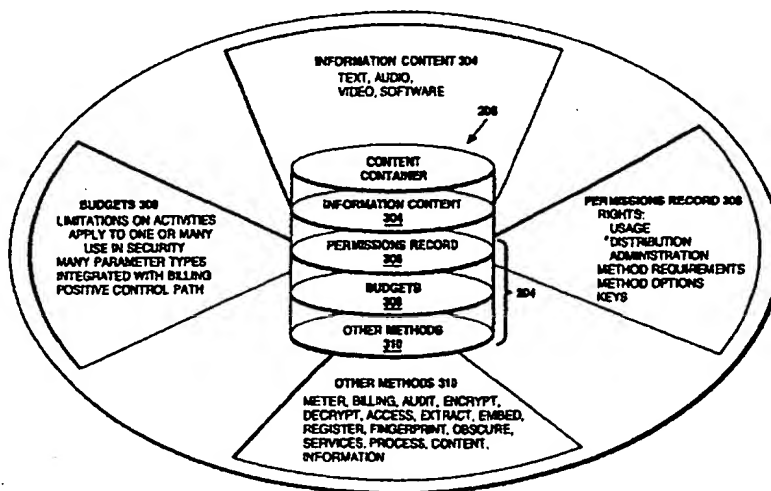 INFORMATION CONTENT 304
TEXT, AUDIO,
VIDEO, SOFTWARE
CONTENT
CONTAINER
INFORMATION CONTENT
304
PERMISSIONS RECORD
BUDGETS
308
OTHER METHODS
310
204
BUDGETS 308
LIMITATIONS ON ACTIVITIES
APPLY TO ONE OR MANY
USE IN SECURITY
MANY PARAMETER TYPES
INTEGRATED WITH BILLING
POSITIVE CONTROL PATH
PERMISSIONS RECORD
RIGHTS:
USAGE
DISTRIBUTION
ADMINISTRATION
METHOD REQUIREMENTS
METHOD OPTIONS
KEYS
OTHER METHODS 310
METER, BILLING, AUDIT, ENCRYPT,
DECRYPT, ACCESS, EXTRACT, EMBED,
REGISTER, FINGERPRINT, OBSCURE,
SERVICES, PROCESS, CONTENT,
INFORMATION